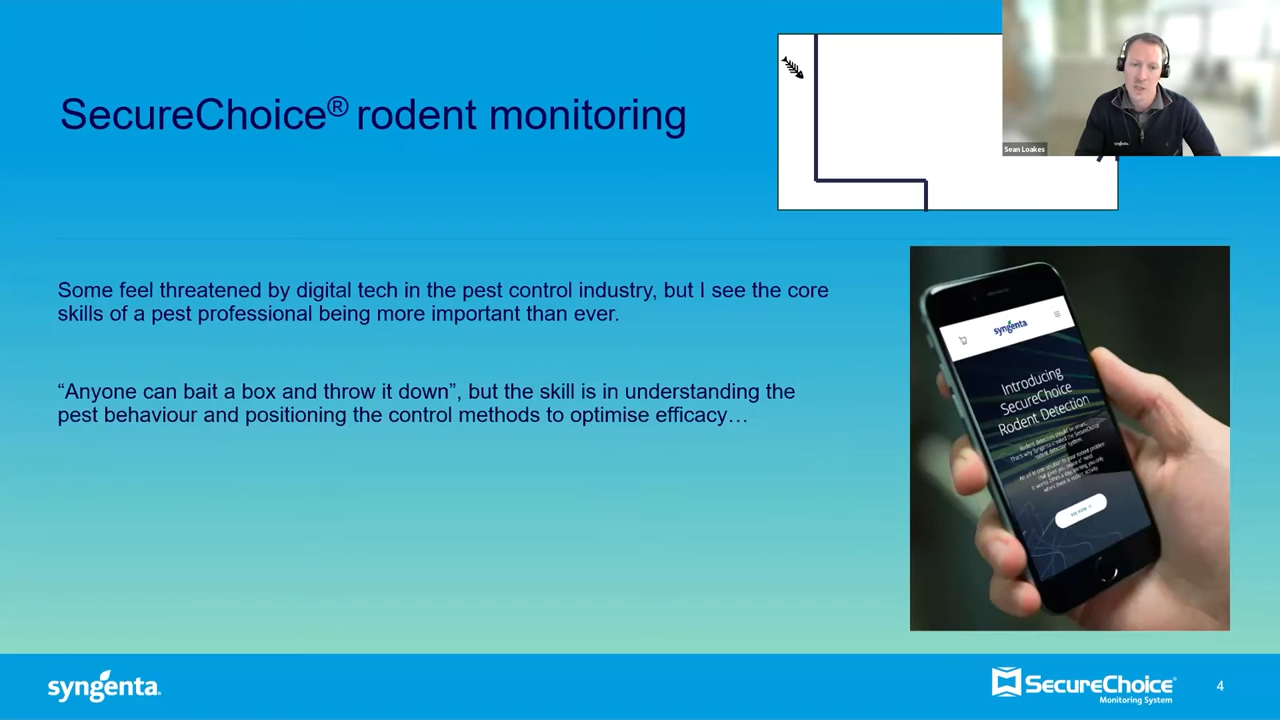 SecureChoice® rodent monitoring
Sean Loakes
syngenta
Some feel threatened by digital tech in the pest control industry, but I see the core
skills of a pest professional being more important than ever.
“Anyone can bait a box and throw it down”, but the skill is in understanding the
pest behaviour and positioning the control methods to optimise efficacy…
syngenta
Introducing
SecureChoice
Rodent Detection
syngenta
SecureChoice
Monitoring System
4